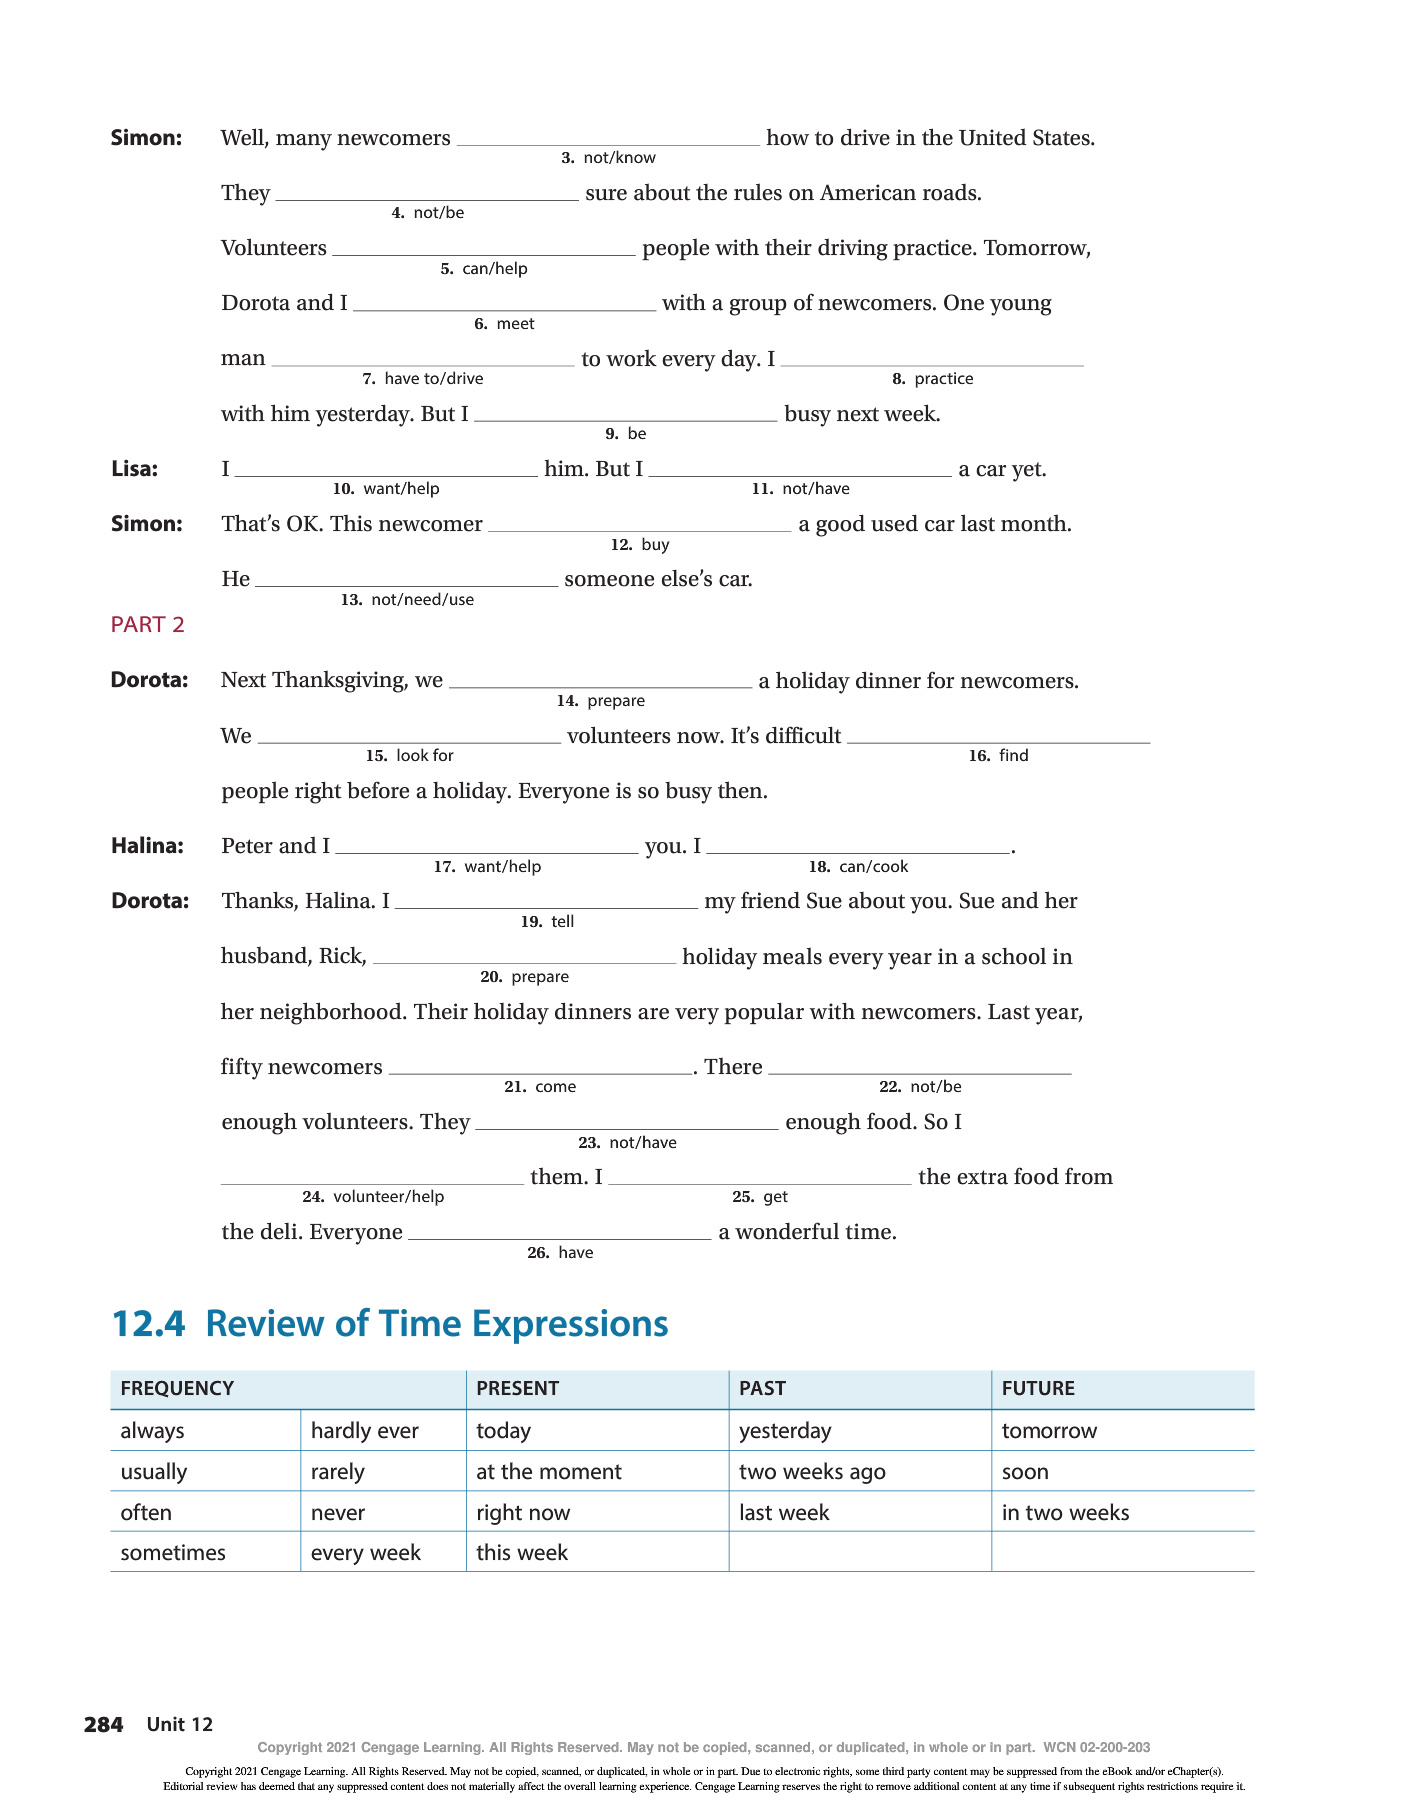 Simon: Well, many newcomers ______ how to drive in the United States.
3. not/know
They ______ sure about the rules on American roads.
4. not/be
Volunteers ______ people with their driving practice. Tomorrow,
5. can/help
Dorota and I ______ with a group of newcomers. One young
6. meet
man ______ to work every day. I ______
7. have to/drive 8. practice
with him yesterday. But I ______ busy next week.
9. be
Lisa: I ______ him. But I ______ a car yet.
10. want/help 11. not/have
Simon: That's OK. This newcomer ______ a good used car last month.
12. buy
He ______ someone else's car.
13. not/need/use
PART 2
Dorota: Next Thanksgiving, we ______ a holiday dinner for newcomers.
14. prepare
We ______ volunteers now. It's difficult ______
15. look for 16. find
people right before a holiday. Everyone is so busy then.
Halina: Peter and I ______ you. I ______.
17. want/help 18. can/cook
Dorota: Thanks, Halina. I ______ my friend Sue about you. Sue and her
19. tell
husband, Rick, ______ holiday meals every year in a school in
20. prepare
her neighborhood. Their holiday dinners are very popular with newcomers. Last year,
fifty newcomers ______. There ______
21. come 22. not/be
enough volunteers. They ______ enough food. So I
23. not/have
______ them. I ______ the extra food from
24. volunteer/help 25. get
the deli. Everyone ______ a wonderful time.
26. have
12.4 Review of Time Expressions
FREQUENCY PRESENT PAST FUTURE
always hardly ever today yesterday tomorrow
usually rarely at the moment two weeks ago soon
often never right now last week in two weeks
sometimes every week this week
284 Unit 12
Copyright 2021 Cengage Learning. All Rights Reserved. May not be copied, scanned, or duplicated, in whole or in part. WCN 02-200-203
Copyright 2021 Cengage Learning. All Rights Reserved. May not be copied, scanned, or duplicated, in whole or in part. Due to electronic rights, some third party content may be suppressed from the eBook and/or eChapter(s).
Editorial review has deemed that any suppressed content does not materially affect the overall learning experience. Cengage Learning reserves the right to remove additional content at any time if subsequent rights restrictions require it.